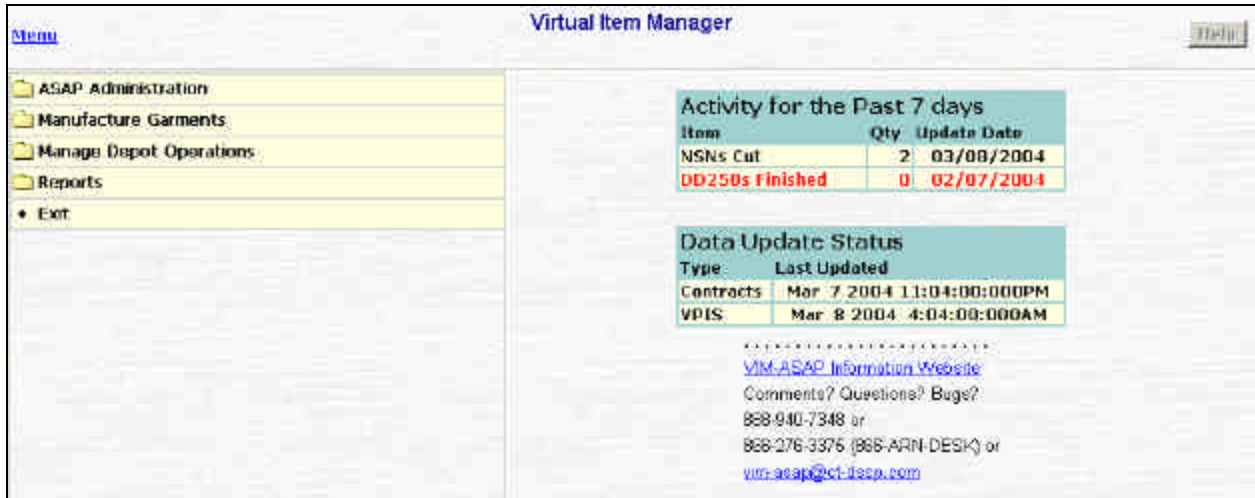 Virtual Item Manager
Menu
Help
ASAP Administration
Manufacture Garments
Manage Depot Operations
Reports
• Exit
Activity for the Past 7 days
Item Qty Update Date
NSNs Cut 2 03/08/2004
DD250s Finished 0 02/07/2004
Data Update Status
Type Last Updated
Contracts Mar 7 2004 11:04:00:000PM
VPIS Mar 8 2004 4:04:00:000AM
VIM-ASAP Information Website
Comments? Questions? Bugs?
868-940-7348 or
866-276-3375 (866-ARN-DESK) or
vim-asap@ct-dscp.com